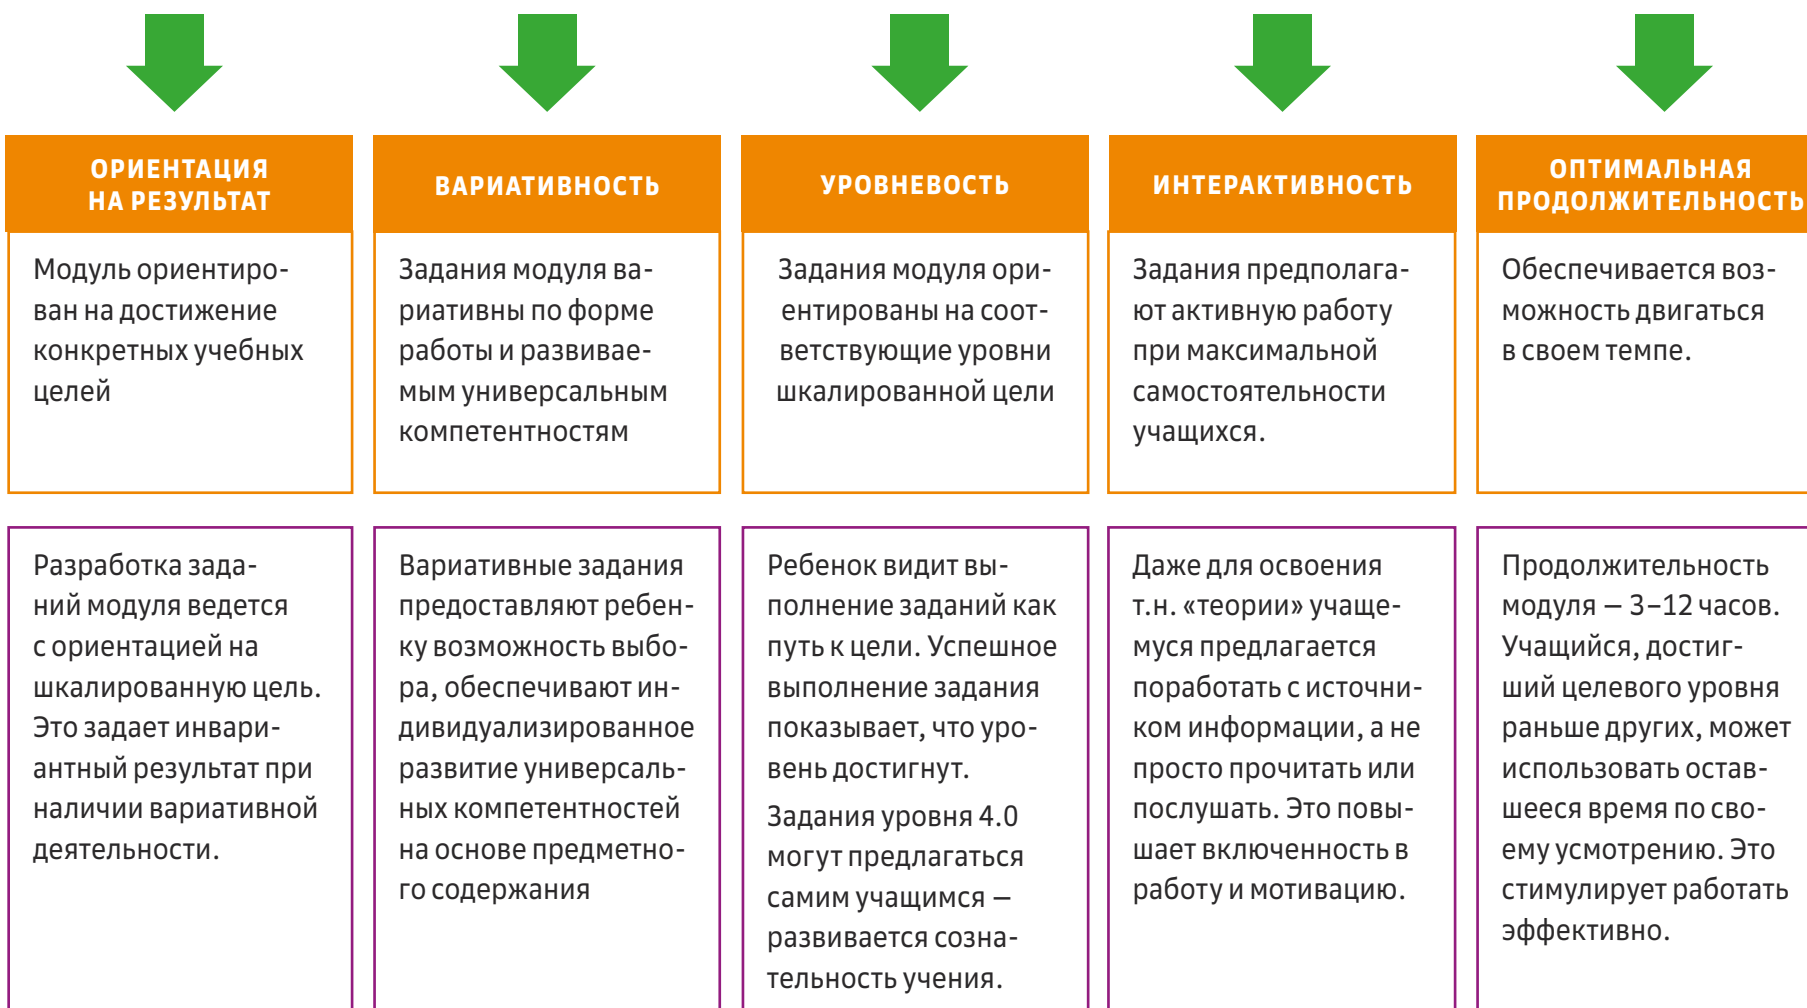 ОРИЕНТАЦИЯ
НА РЕЗУЛЬТАТ
Модуль ориентиро-
ван на достижение
конкретных учебных
целей
Разработка зада-
ний модуля ведется
с ориентацией на
шкалированную цель.
Это задает инвари-
антный результат при
наличии вариативной
деятельности.
ВАРИАТИВНОСТЬ
Задания модуля ва-
риативны по форме
работы и развивае-
мым универсальным
компетентностям
Вариативные задания
предоставляют ребен-
ку возможность выбо-
ра, обеспечивают ин-
дивидуализированное
развитие универсаль-
ных компетентностей
на основе предметно-
го содержания
УРОВНЕВОСТЬ
Задания модуля ори-
ентированы на соот-
ветствующие уровни
шкалированной цели
Ребенок видит вы-
полнение заданий как
путь к цели. Успешное
выполнение задания
показывает, что уро-
вень достигнут.
Задания уровня 4.0
могут предлагаться
самим учащимся —
развивается созна-
тельность учения.
ИНТЕРАКТИВНОСТЬ
Задания предполага-
ют активную работу
при максимальной
самостоятельности
учащихся.
Даже для освоения
т.н. «теории» учаще-
муся предлагается
поработать с источни-
ком информации, а не
просто прочитать или
послушать. Это повы-
шает включенность в
работу и мотивацию.
ОПТИМАЛЬНАЯ
ПРОДОЛЖИТЕЛЬНОСТЬ
Обеспечивается воз-
можность двигаться
в своем темпе.
Продолжительность
модуля — 3–12 часов.
Учащийся, достиг-
ший целевого уровня
раньше других, может
использовать остав-
шееся время по сво-
ему усмотрению. Это
стимулирует работать
эффективно.